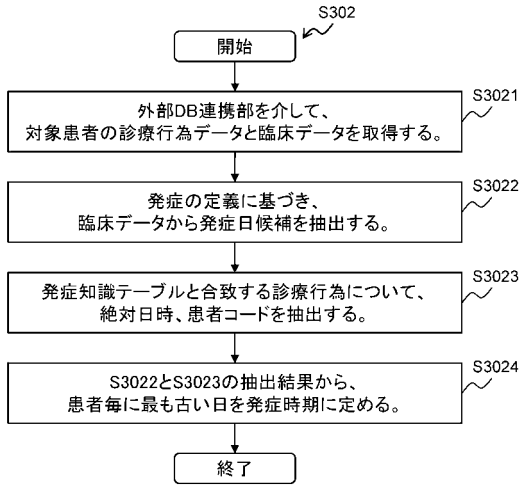 S302
開始
S3021
外部DB連携部を介して、
対象患者の診療行為データと臨床データを取得する。
S3022
発症の定義に基づき、
臨床データから発症日候補を抽出する。
S3023
発症知識テーブルと合致する診療行為について、
絶対日時、患者コードを抽出する。
S3024
S3022とS3023の抽出結果から、
患者毎に最も古い日を発症時期に定める。
終了